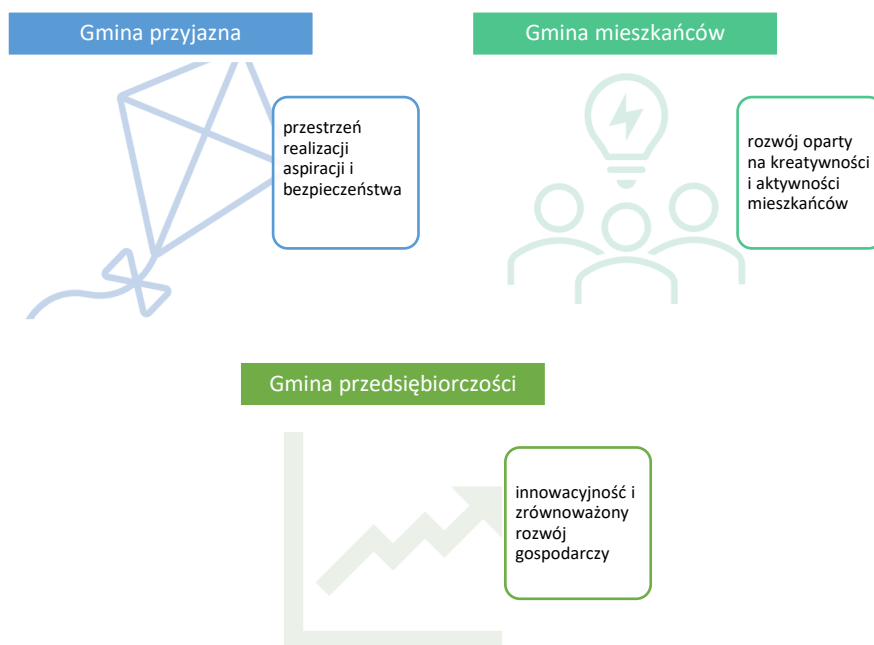 Gmina przyjazna
przestrzeń
realizacji
aspiracji i
bezpieczeństwa
Gmina mieszkańców
rozwój oparty
na kreatywności
i aktywności
mieszkańców
Gmina przedsiębiorczości
innowacyjność i
zrównoważony
rozwój
gospodarczy